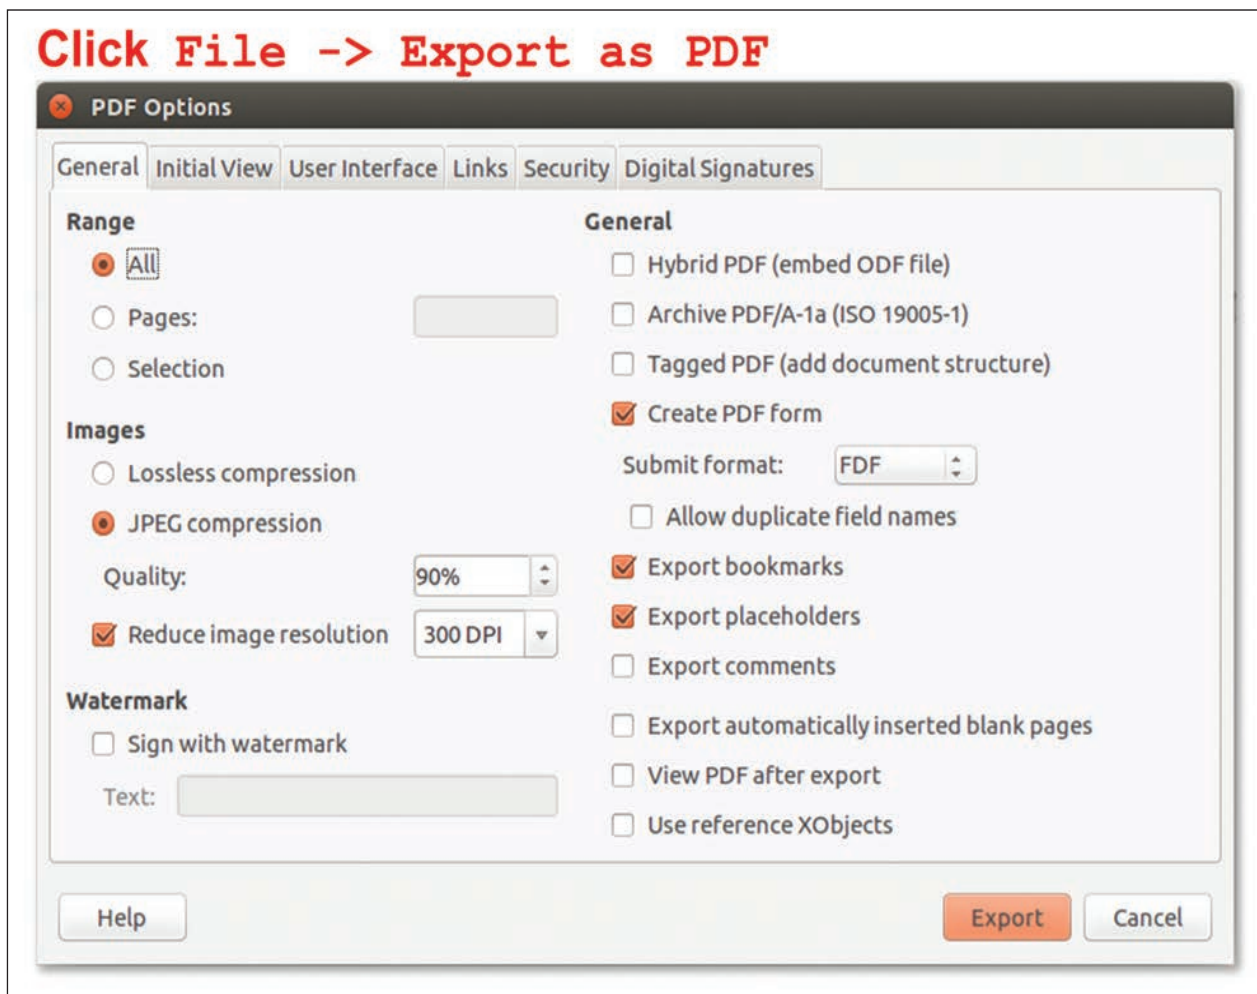 Click File -> Export as PDF
PDF Options
General Initial View User Interface Links Security Digital Signatures
Range
All
Pages:
Selection
Images
Lossless compression
JPEG compression
Quality: 90%
Reduce image resolution 300 DPI
Watermark
Sign with watermark
Text:
General
Hybrid PDF (embed ODF file)
Archive PDF/A-1a (ISO 19005-1)
Tagged PDF (add document structure)
Create PDF form
Submit format: FDF
Allow duplicate field names
Export bookmarks
Export placeholders
Export comments
Export automatically inserted blank pages
View PDF after export
Use reference XObjects
Help Export Cancel